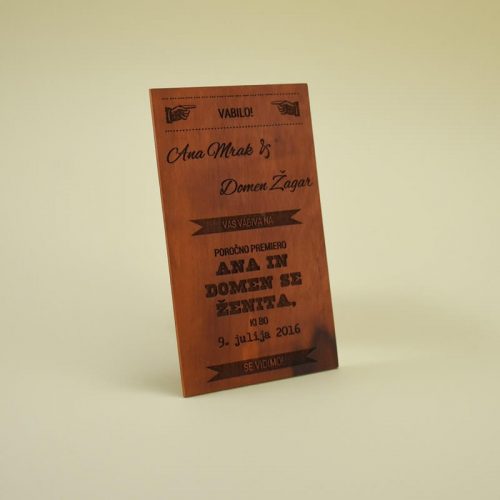 VABILO!
Ana Mrak &
Domen Žagar
VAS VABIVA NA
POROČNO PREMIERO
ANA IN
DOMEN SE
ŽENITA,
KI BO
9. julija 2016
SE VIDIMO!